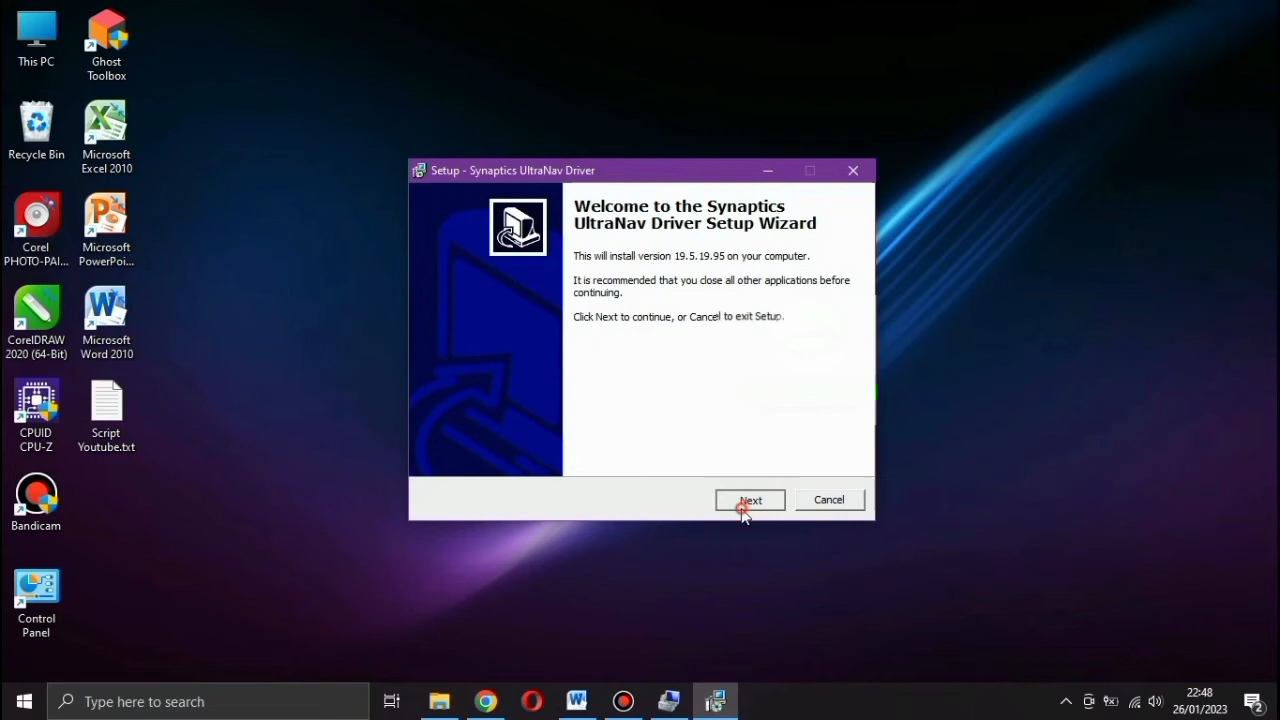 This PC
Ghost
Toolbox
Recycle Bin
Microsoft
Excel 2010
Corel
PHOTO-PAI...
Microsoft
PowerPoi...
CorelDRAW
2020 (64-Bit)
Microsoft
Word 2010
CPUID
CPU-Z
Script
Youtube.txt
Bandicam
Control
Panel
Setup - Synaptics UltraNav Driver
Welcome to the Synaptics
UltraNav Driver Setup Wizard
This will install version 19.5.19.95 on your computer.
It is recommended that you close all other applications before
continuing.
Click Next to continue, or Cancel to exit Setup.
Next
Cancel
Type here to search
22:48
26/01/2023
2